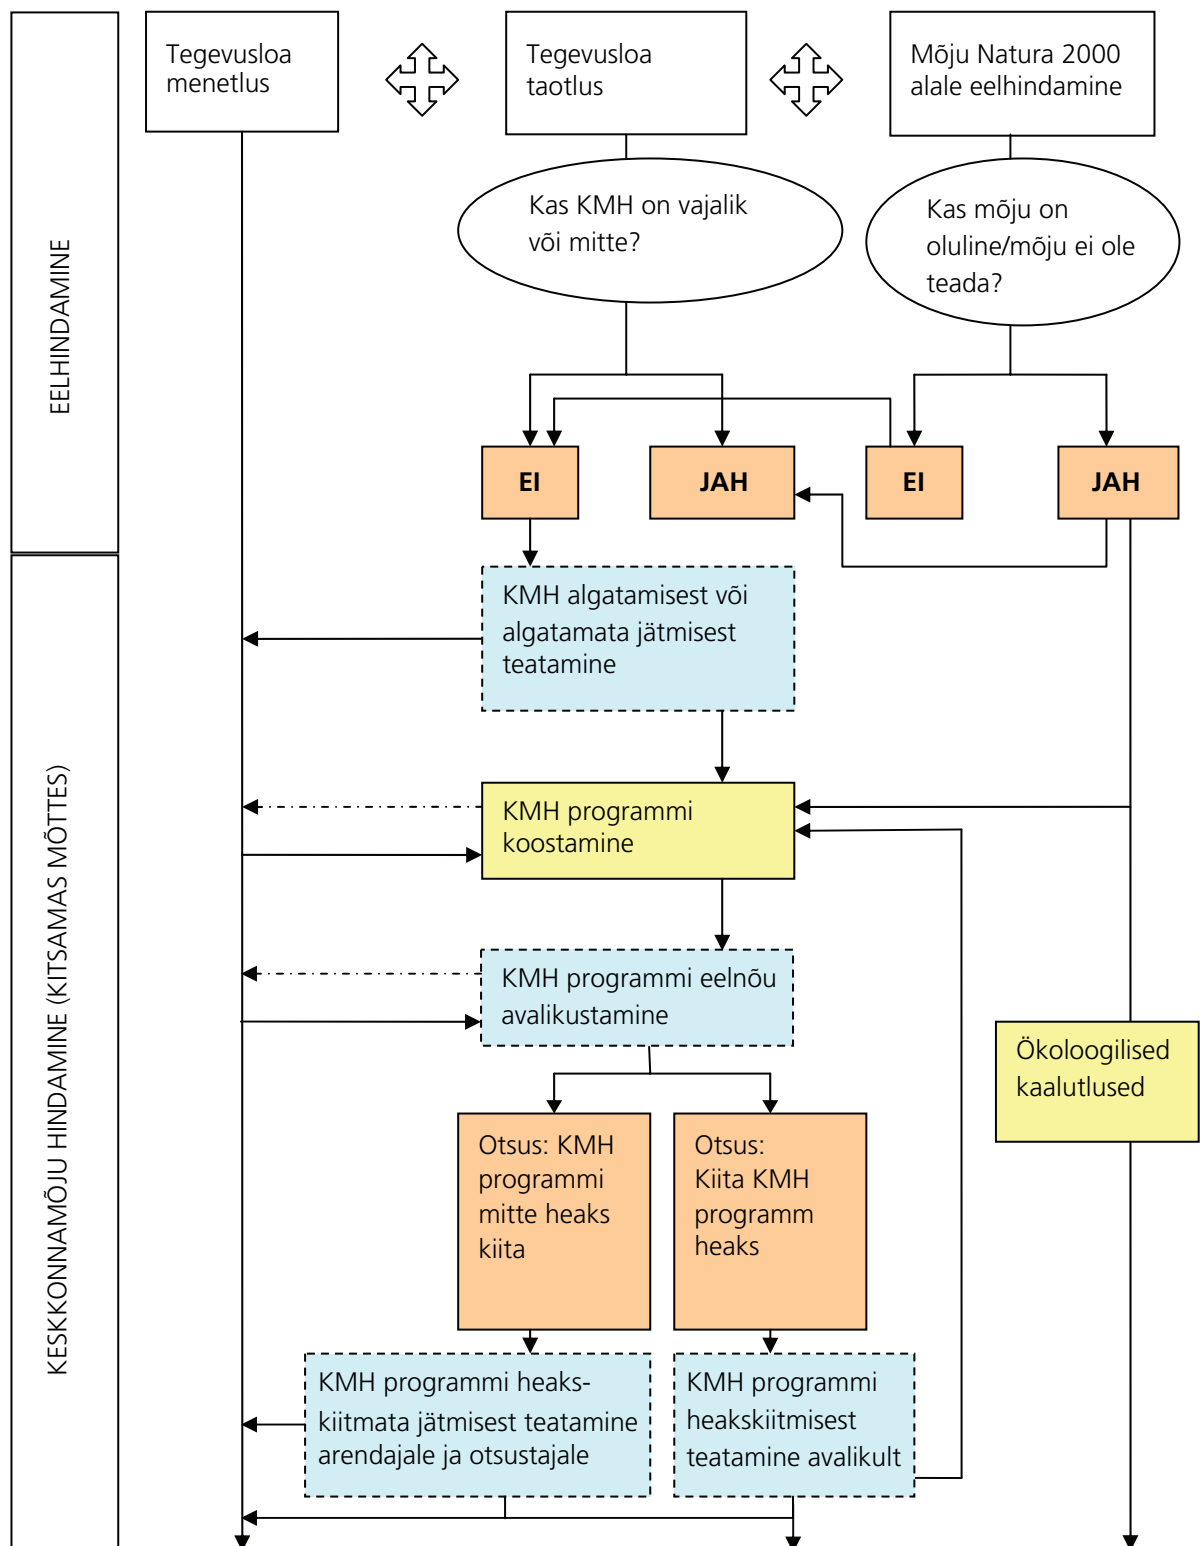 Tegevusloa
menetlus
Tegevusloa
taotlus
Mõju Natura 2000
alale eelhindamine
Kas KMH on vajalik
või mitte?
Kas mõju on
oluline/mõju ei ole
teada?
EELHINDAMINE
EI
JAH
EI
JAH
KMH algatamisest või
algatamata jätmisest
teatamine
KESKKONNAMÕJU HINDAMINE (KITSAMAS MÕTTES)
KMH programmi
koostamine
KMH programmi eelnõu
avalikustamine
Ökoloogilised
kaalutlused
Otsus: KMH
programmi
mitte heaks
kiita
Otsus:
Kiita KMH
programm
heaks
KMH programmi heaks-
kiitmata jätmisest teatamine
arendajale ja otsustajale
KMH programmi
heakskiitmisest
teatamine avalikult